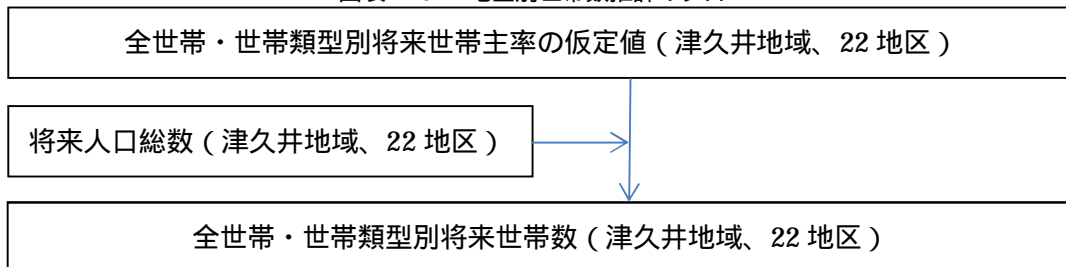 全世帯・世帯類型別将来世帯主率の仮定値（津久井地域、22 地区）
将来人口総数（津久井地域、22 地区）
全世帯・世帯類型別将来世帯数（津久井地域、22 地区）